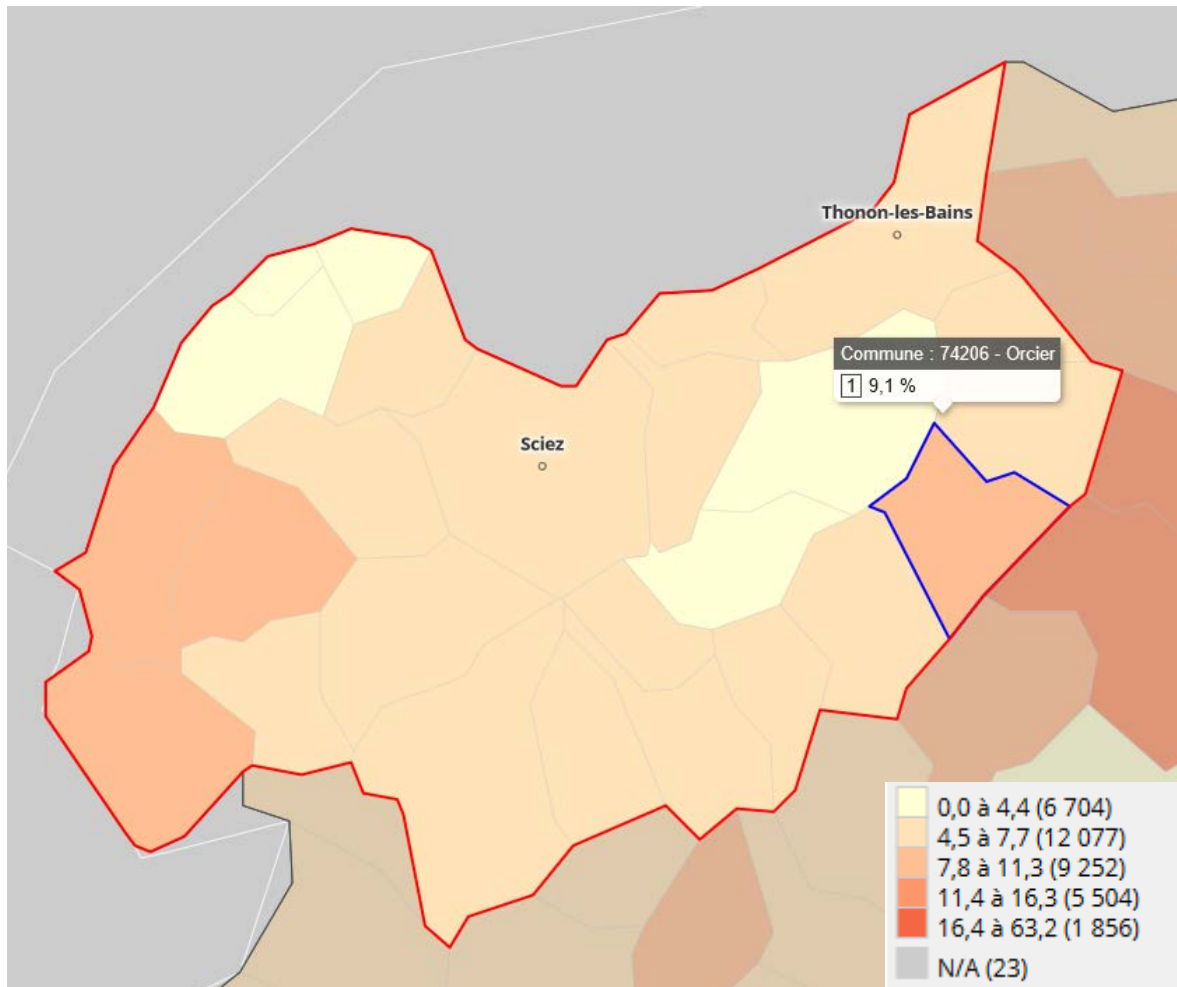 Thonon-les-Bains
Commune : 74206 - Orcier
1 9,1 %
Sciez
0,0 à 4,4 (6 704)
4,5 à 7,7 (12 077)
7,8 à 11,3 (9 252)
11,4 à 16,3 (5 504)
16,4 à 63,2 (1 856)
N/A (23)